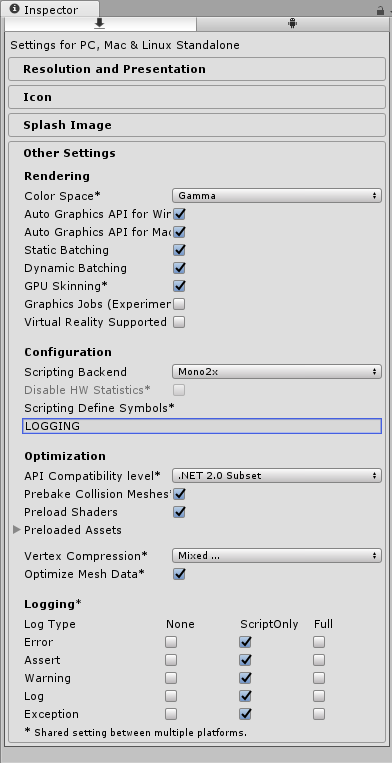 Inspector
Settings for PC, Mac & Linux Standalone
Resolution and Presentation
Icon
Splash Image
Other Settings
Rendering
Color Space* Gamma
Auto Graphics API for Win
Auto Graphics API for Mac
Static Batching
Dynamic Batching
GPU Skinning*
Graphics Jobs (Experimen
Virtual Reality Supported
Configuration
Scripting Backend Mono2x
Disable HW Statistics*
Scripting Define Symbols*
LOGGING
Optimization
API Compatibility level* .NET 2.0 Subset
Prebake Collision Meshes*
Preload Shaders
Preloaded Assets
Vertex Compression* Mixed ...
Optimize Mesh Data*
Logging*
Log Type None ScriptOnly Full
Error
Assert
Warning
Log
Exception
* Shared setting between multiple platforms.